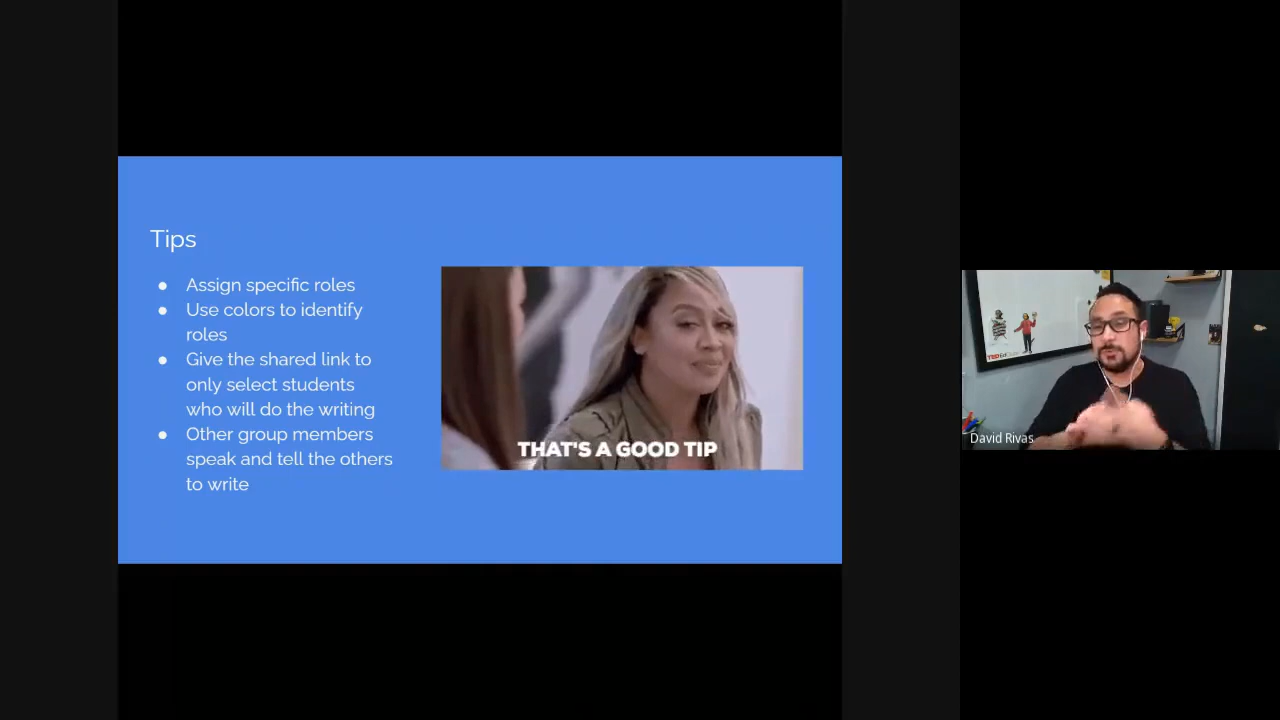 Tips
● Assign specific roles
● Use colors to identify
roles
● Give the shared link to
only select students
who will do the writing
● Other group members
speak and tell the others
to write
THAT'S A GOOD TIP
TEDEd
David Rivas